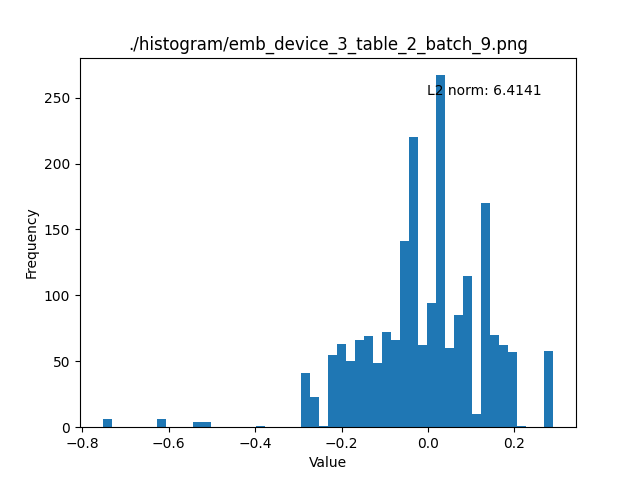 ./histogram/emb_device_3_table_2_batch_9.png
L2 norm: 6.4141
250
200
150
100
50
0
Frequency
−0.8 −0.6 −0.4 −0.2 0.0 0.2
Value